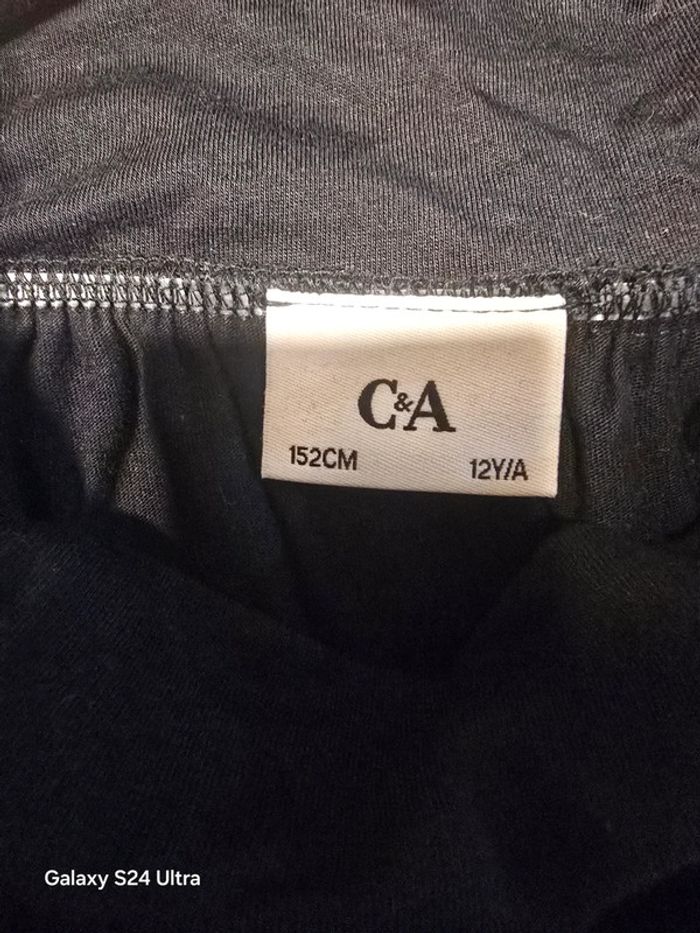 C&A
152CM 12Y/A
Galaxy S24 Ultra